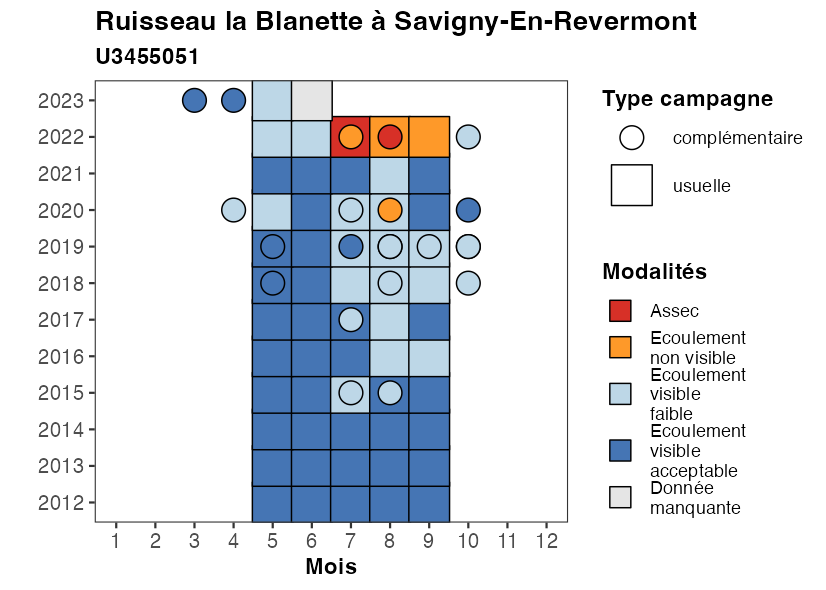 Ruisseau la Blanette à Savigny-En-Revermont
U3455051
2023
2022
2021
2020
2019
2018
2017
2016
2015
2014
2013
2012
1 2 3 4 5 6 7 8 9 10 11 12
Mois
Type campagne
complémentaire
usuelle
Modalités
Assec
Ecoulement
non visible
Ecoulement
visible
faible
Ecoulement
visible
acceptable
Donnée
manquante